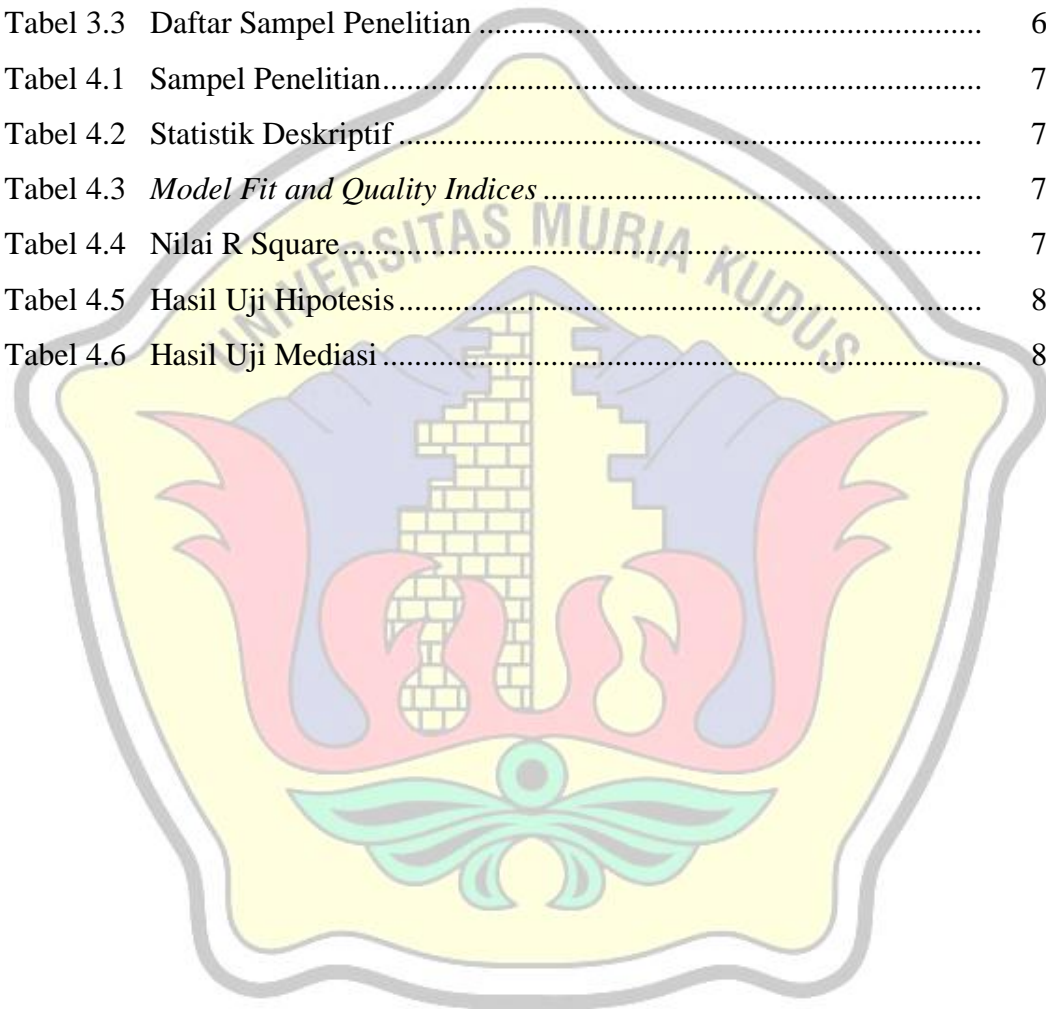 Tabel 3.3 Daftar Sampel Penelitian ........................................................................ 6
Tabel 4.1 Sampel Penelitian..................................................................................... 7
Tabel 4.2 Statistik Deskriptif ................................................................................... 7
Tabel 4.3 Model Fit and Quality Indices ................................................................ 7
Tabel 4.4 Nilai R Square.......................................................................................... 7
Tabel 4.5 Hasil Uji Hipotesis................................................................................... 8
Tabel 4.6 Hasil Uji Mediasi ..................................................................................... 8
UNIVERSITAS MURIA KUDUS